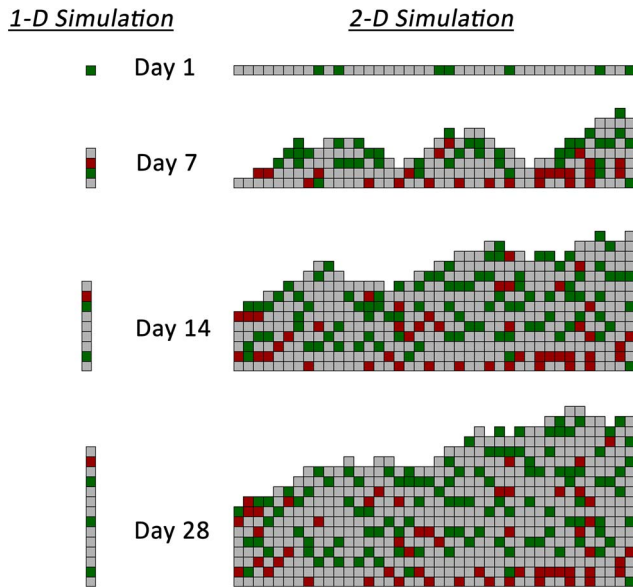 1-D Simulation
2-D Simulation
Day 1
Day 7
Day 14
Day 28